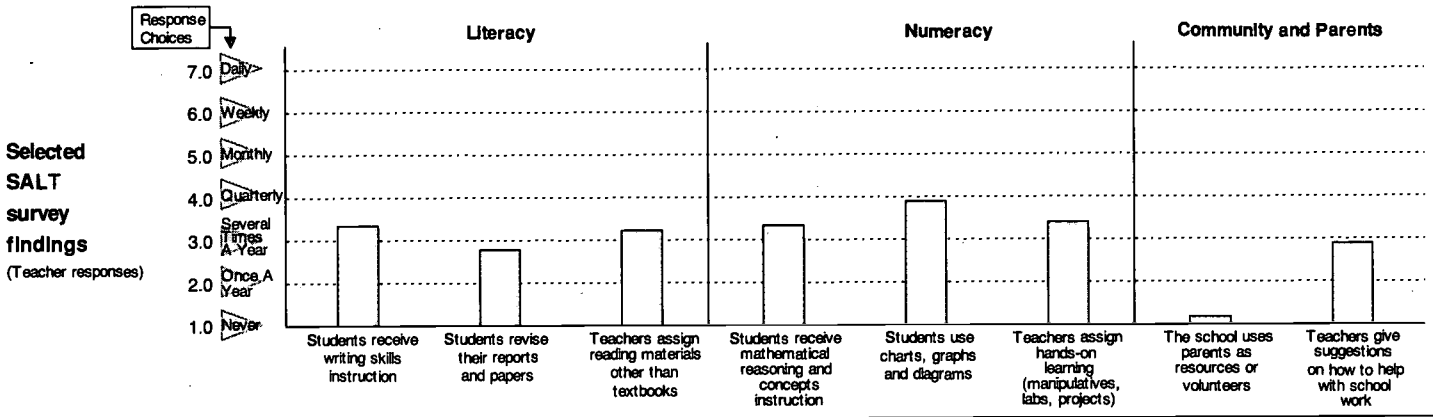 Response
Choices
Literacy
Numeracy
Community and Parents
7.0 Daily
6.0 Weekly
5.0 Monthly
4.0 Quarterly
3.0 Several
Times
A-Year
2.0 Once A
Year
1.0 Never
Selected
SALT
survey
findings
(Teacher responses)
Students receive
writing skills
instruction
Students revise
their reports
and papers
Teachers assign
reading materials
other than
textbooks
Students receive
mathematical
reasoning and
concepts
instruction
Students use
charts, graphs
and diagrams
Teachers assign
hands-on
learning
(manipulatives,
labs, projects)
The school uses
parents as
resources or
volunteers
Teachers give
suggestions
on how to help
with school
work